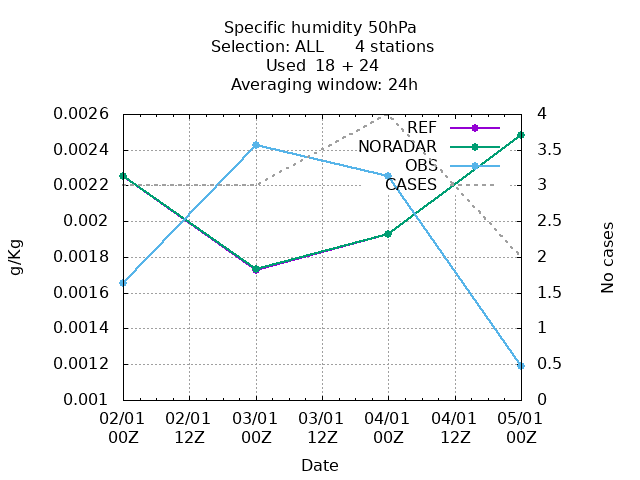 Specific humidity 50hPa
Selection: ALL      4 stations
Used  18 + 24
Averaging window: 24h
0.0026
0.0024
0.0022
0.002
0.0018
0.0016
0.0014
0.0012
0.001
g/Kg
REF
NORADAR
OBS
CASES
4
3.5
3
2.5
2
1.5
1
0.5
0
No cases
02/01 02/01 03/01 03/01 04/01 04/01 05/01
00Z 12Z 00Z 12Z 00Z 12Z 00Z
Date